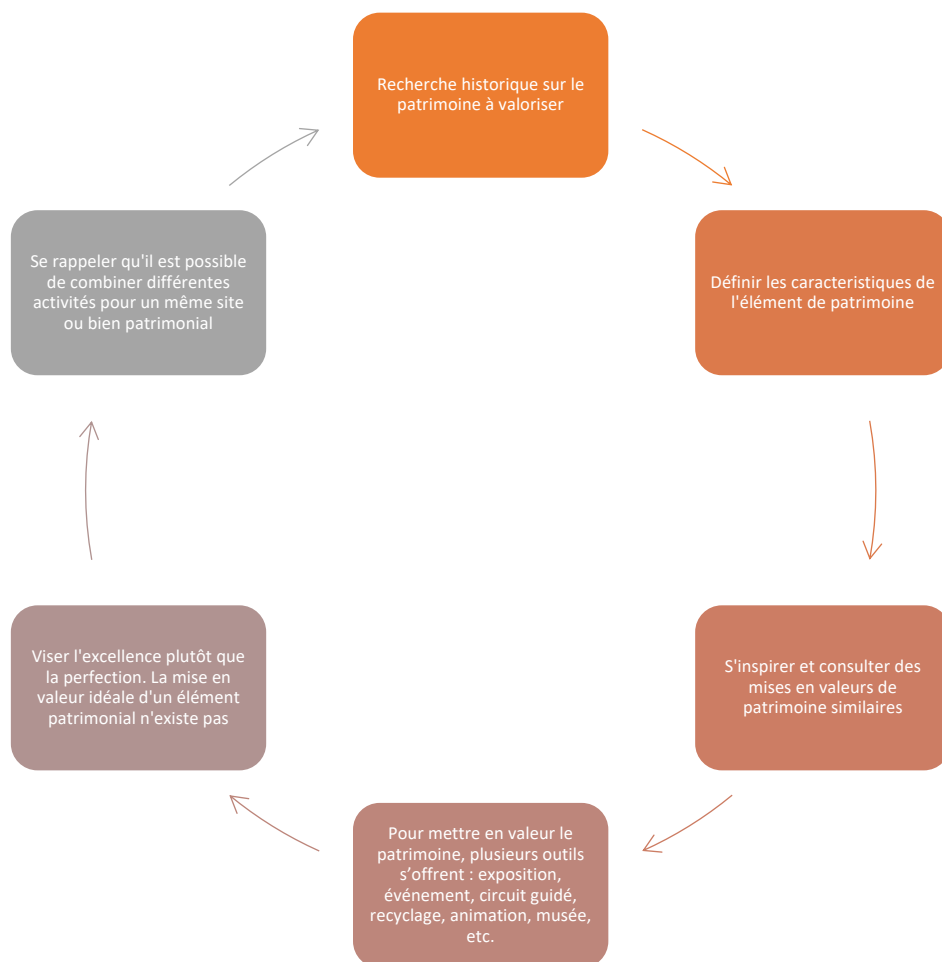 Recherche historique sur le
patrimoine à valoriser
Définir les caracteristiques de
l'élément de patrimoine
S'inspirer et consulter des
mises en valeurs de
patrimoine similaires
Pour mettre en valeur le
patrimoine, plusieurs outils
s’offrent : exposition,
événement, circuit guidé,
recyclage, animation, musée,
etc.
Viser l'excellence plutôt que
la perfection. La mise en
valeur idéale d'un élément
patrimonial n'existe pas
Se rappeler qu'il est possible
de combiner différentes
activités pour un même site
ou bien patrimonial